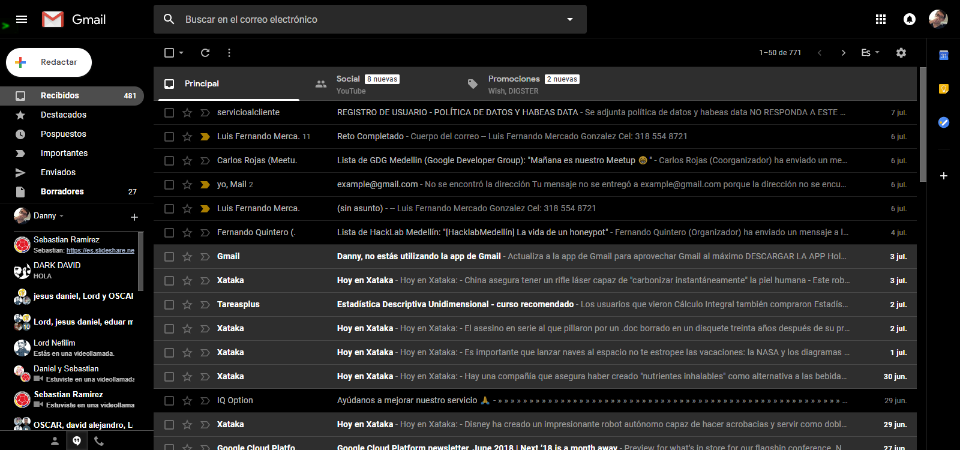 Gmail
Buscar en el correo electrónico
Redactar
1–50 de 771
Es
Recibidos 481
Destacados
Pospuestos
Importantes
Enviados
Borradores 27
Danny
Sebastian Ramirez
Sebastian: https://es.slideshare.ne
DARK DAVID
HOLA
jesus daniel, Lord y OSCA
Lord, jesus daniel, eduar m
Lord Nefilim
Estás en una videollamada.
Daniel y Sebastian
Estuviste en una videollamada
Sebastian Ramirez
Estuviste en una videollamada.
OSCAR, david alejandro, L
Principal
Social 8 nuevas
YouTube
Promociones 2 nuevas
Wish, DIGSTER
servicioalcliente REGISTRO DE USUARIO - POLÍTICA DE DATOS Y HABEAS DATA - Se adjunta política de datos y habeas data NO RESPONDA A ESTE ... 7 jul.
Luis Fernando Merca. 11 Reto Completado - Cuerpo del correo -- Luis Fernando Mercado Gonzalez Cel: 318 554 8721 6 jul.
Carlos Rojas (Meetu. Lista de GDG Medellin (Google Developer Group): "Mañana es nuestro Meetup 🤓 " - Carlos Rojas (Coorganizador) ha enviado un me... 6 jul.
yo, Mail 2 example@gmail.com - No se encontró la dirección Tu mensaje no se entregó a example@gmail.com porque la dirección no se encu... 6 jul.
Luis Fernando Merca. (sin asunto) - -- Luis Fernando Mercado Gonzalez Cel: 318 554 8721 6 jul.
Fernando Quintero (. Lista de HackLab Medellín: "[HacklabMedellin] La vida de un honeypot" - Fernando Quintero (Organizador) ha enviado un mensaje a l... 4 jul.
Gmail Danny, no estás utilizando la app de Gmail - Actualiza a la app de Gmail para aprovechar Gmail al máximo DESCARGAR LA APP Hol... 3 jul.
Xataka Hoy en Xataka - Hoy en Xataka: - China asegura tener un rifle láser capaz de "carbonizar instantáneamente" la piel humana - Este rob... 3 jul.
Tareasplus Estadística Descriptiva Unidimensional - curso recomendado - Los usuarios que vieron Cálculo Integral también compraron Estadís... 2 jul.
Xataka Hoy en Xataka - Hoy en Xataka: - El asesino en serie al que pillaron por un .doc borrado en un disquete treinta años después de su pr... 2 jul.
Xataka Hoy en Xataka - Hoy en Xataka: - Es importante que lanzar naves al espacio no te estropee las vacaciones: la NASA y los diagramas ... 1 jul.
Xataka Hoy en Xataka - Hoy en Xataka: - Hay una compañía que asegura haber creado "nutrientes inhalables" como alternativa a las bebida... 30 jun.
IQ Option Ayúdanos a mejorar nuestro servicio 🙏 - 29 jun.
Xataka Hoy en Xataka - Hoy en Xataka: - Disney ha creado un impresionante robot autónomo capaz de hacer acrobacias y servir como dobl... 29 jun.
Google Cloud Platfo. Google Cloud Platform newsletter, June 2018 | Next '18 is a month away - Preview for what's in store for our flagship conference. N... 27 jun.